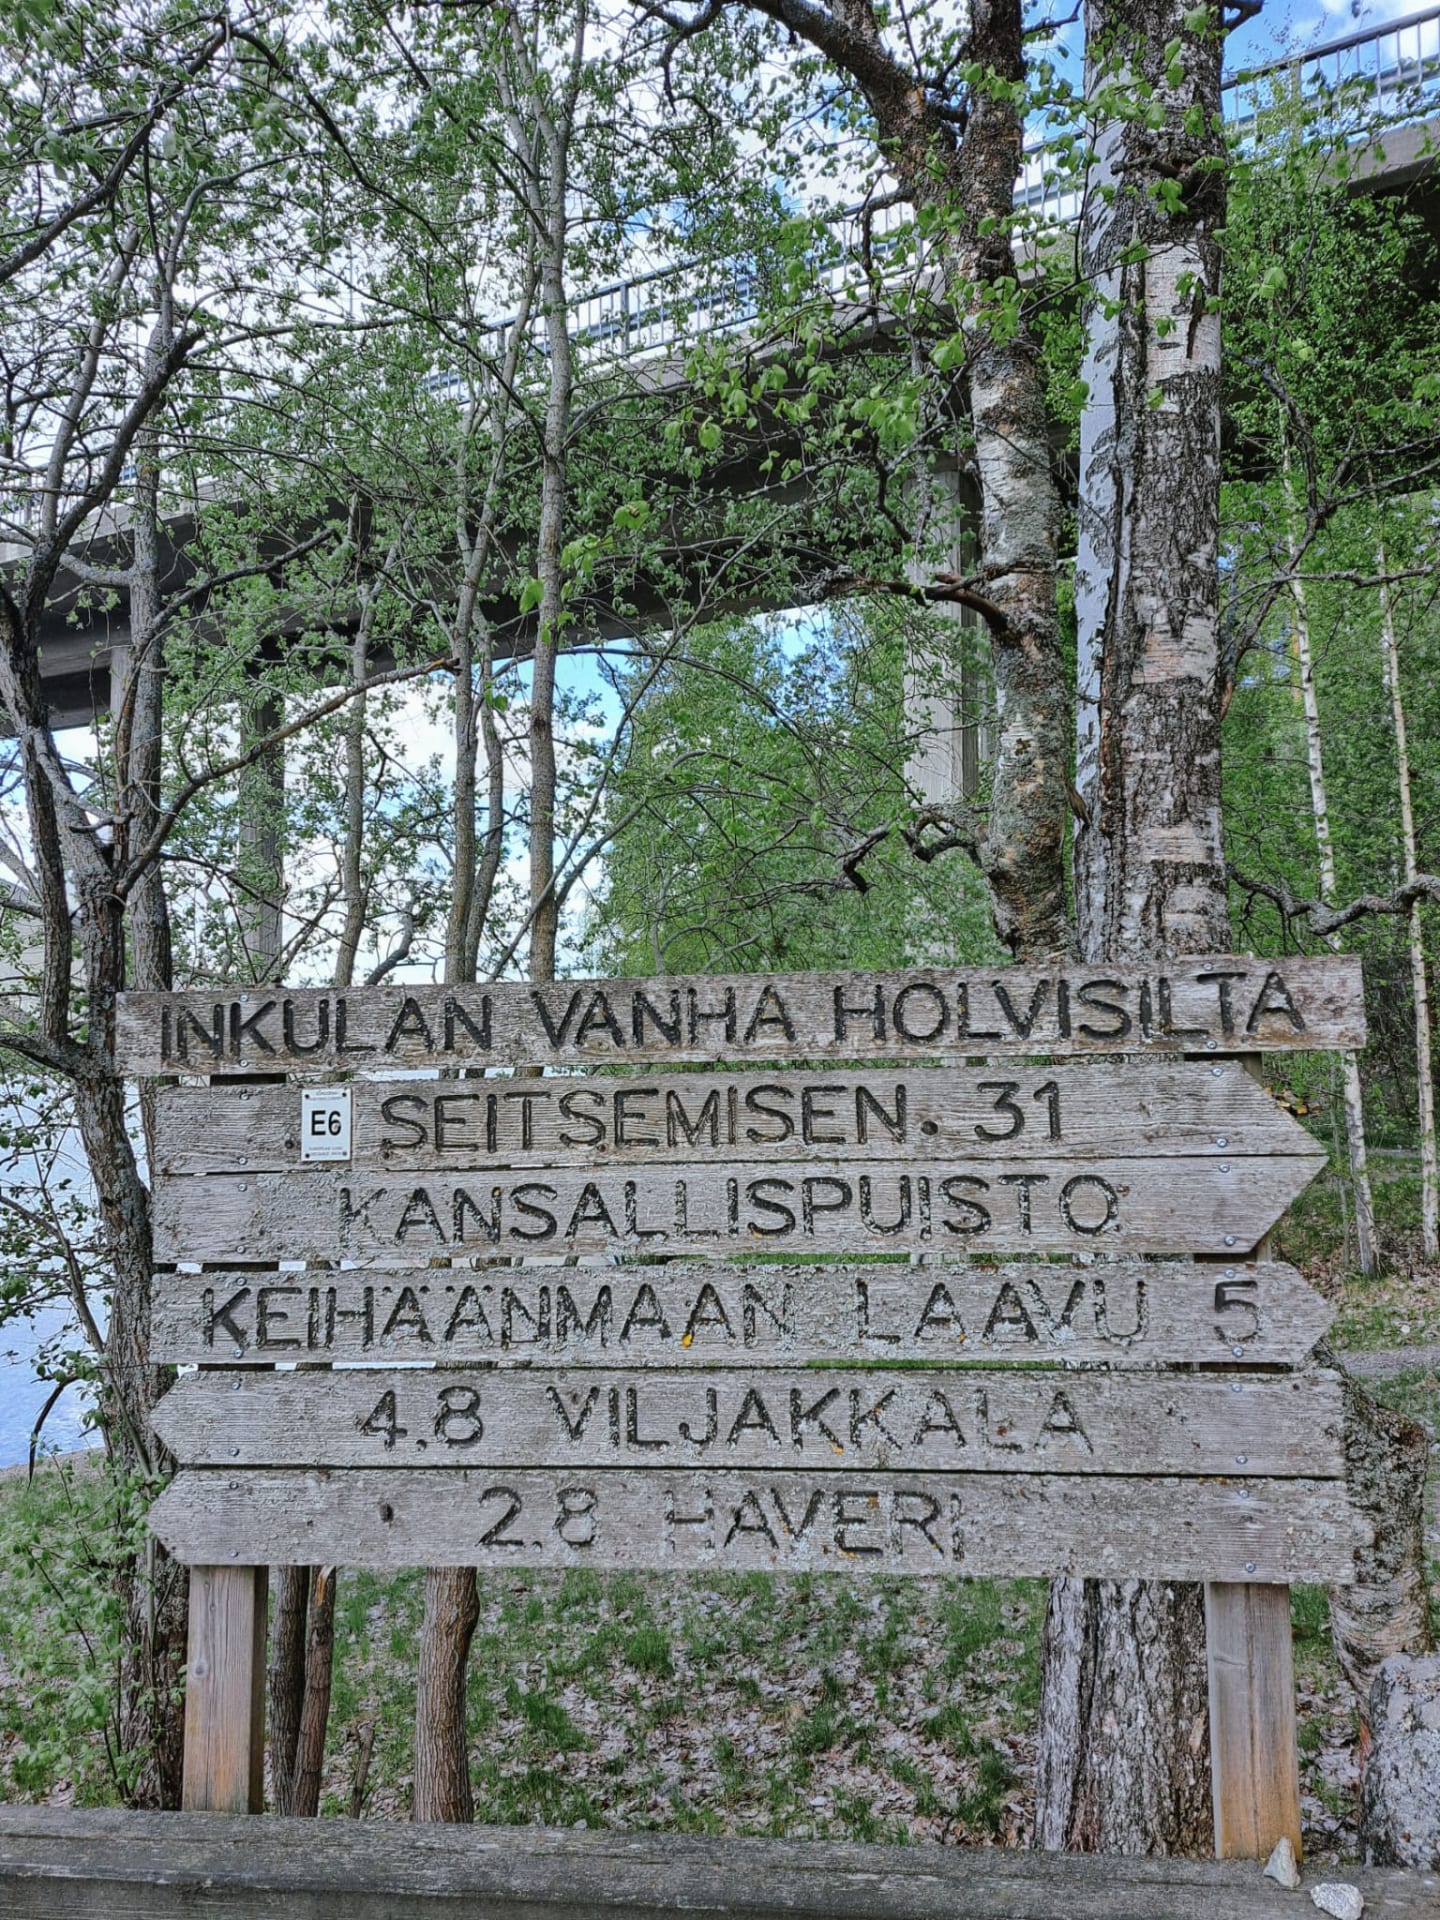 INKULAN VANHA HOLVISILTA
E6 SEITSEMISEN. 31
KANSALLISPUISTO
KEIHÄÄNMAAN LAAVU 5
4.8 VILJAKKALA
2.8 HAVERI